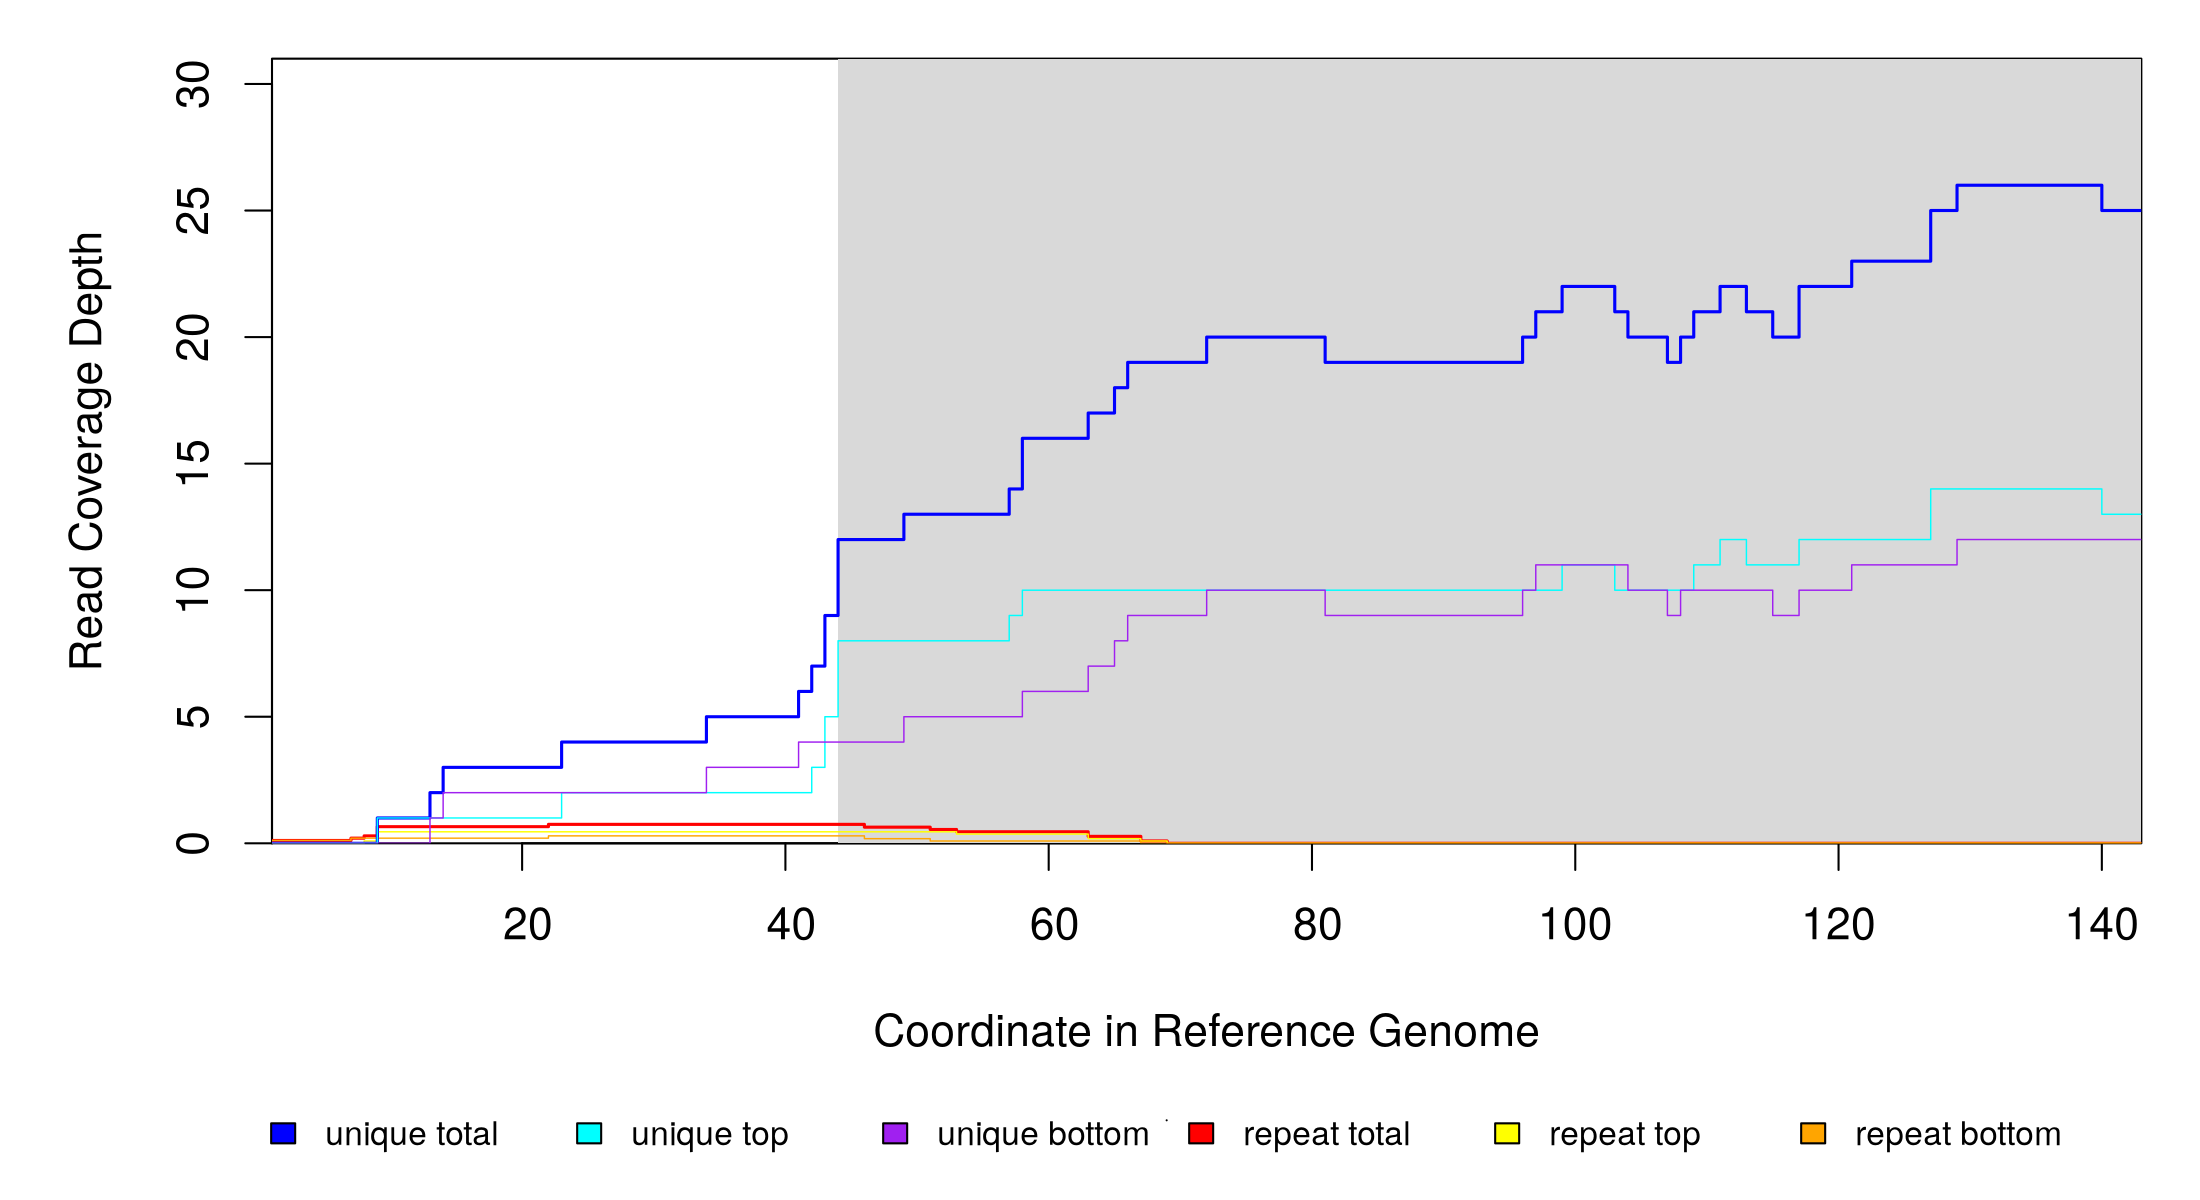 30
25
20
15
10
5
0
Read Coverage Depth
20 40 60 80 100 120 140
Coordinate in Reference Genome
unique total unique top unique bottom repeat total repeat top repeat bottom